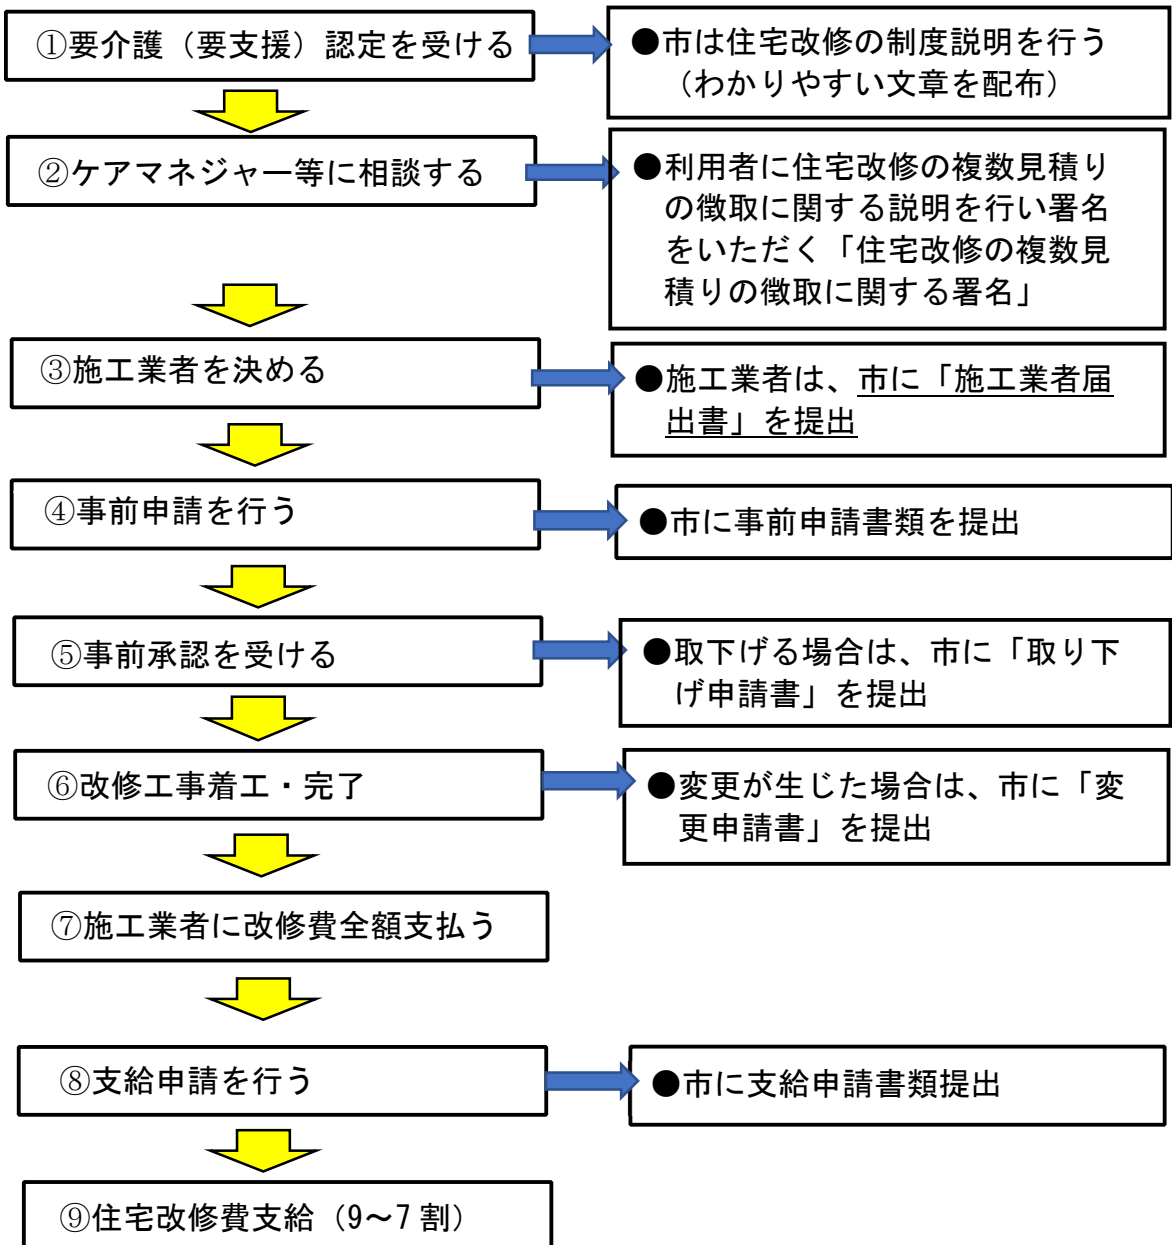 ①要介護（要支援）認定を受ける
●市は住宅改修の制度説明を行う
（わかりやすい文章を配布）
②ケアマネジャー等に相談する
●利用者に住宅改修の複数見積り
の徴取に関する説明を行い署名
をいただく「住宅改修の複数見
積りの徴取に関する署名」
③施工業者を決める
●施工業者は、市に「施工業者届
出書」を提出
④事前申請を行う
●市に事前申請書類を提出
⑤事前承認を受ける
●取下げる場合は、市に「取り下
げ申請書」を提出
⑥改修工事着工・完了
●変更が生じた場合は、市に「変
更申請書」を提出
⑦施工業者に改修費全額支払う
⑧支給申請を行う
●市に支給申請書類提出
⑨住宅改修費支給（9～7割）